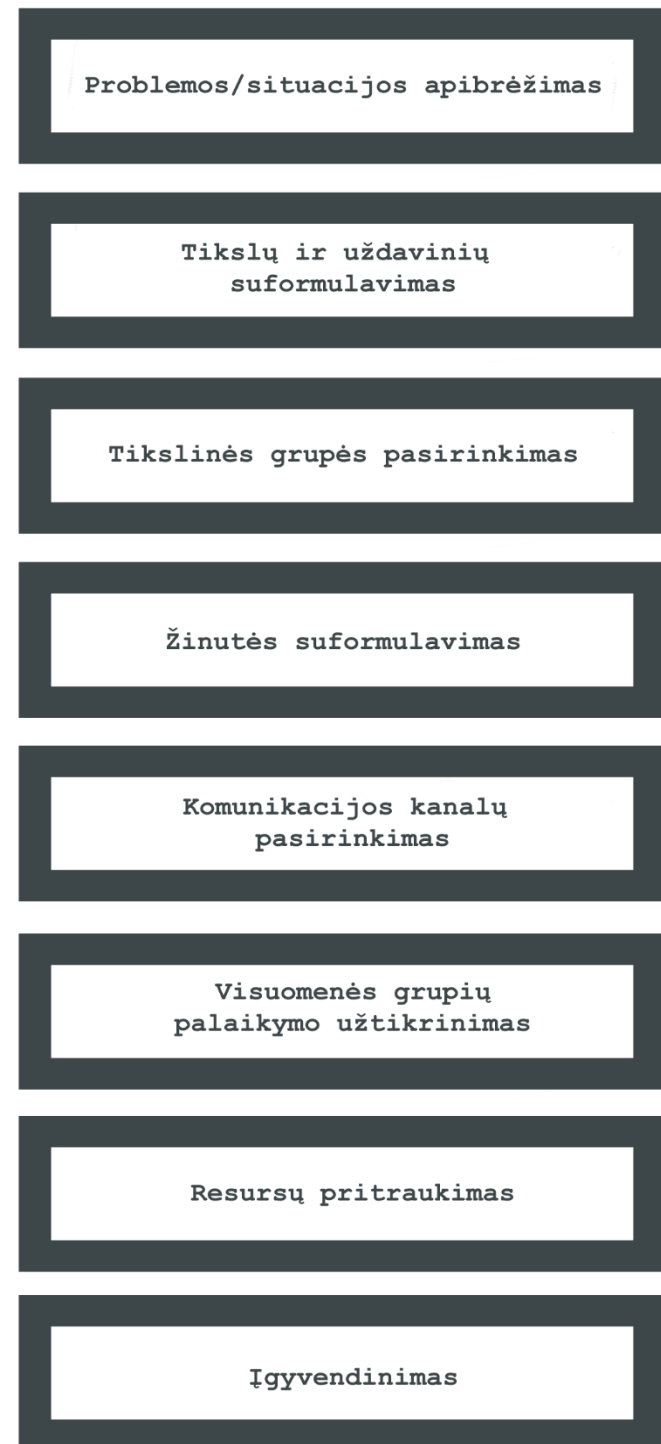 Problemos/situacijos apibrėžimas
Tikslų ir uždavinių
suformulavimas
Tikslinės grupės pasirinkimas
Žinutės suformulavimas
Komunikacijos kanalų
pasirinkimas
Visuomenės grupių
palaikymo užtikrinimas
Resursų pritraukimas
Įgyvendinimas